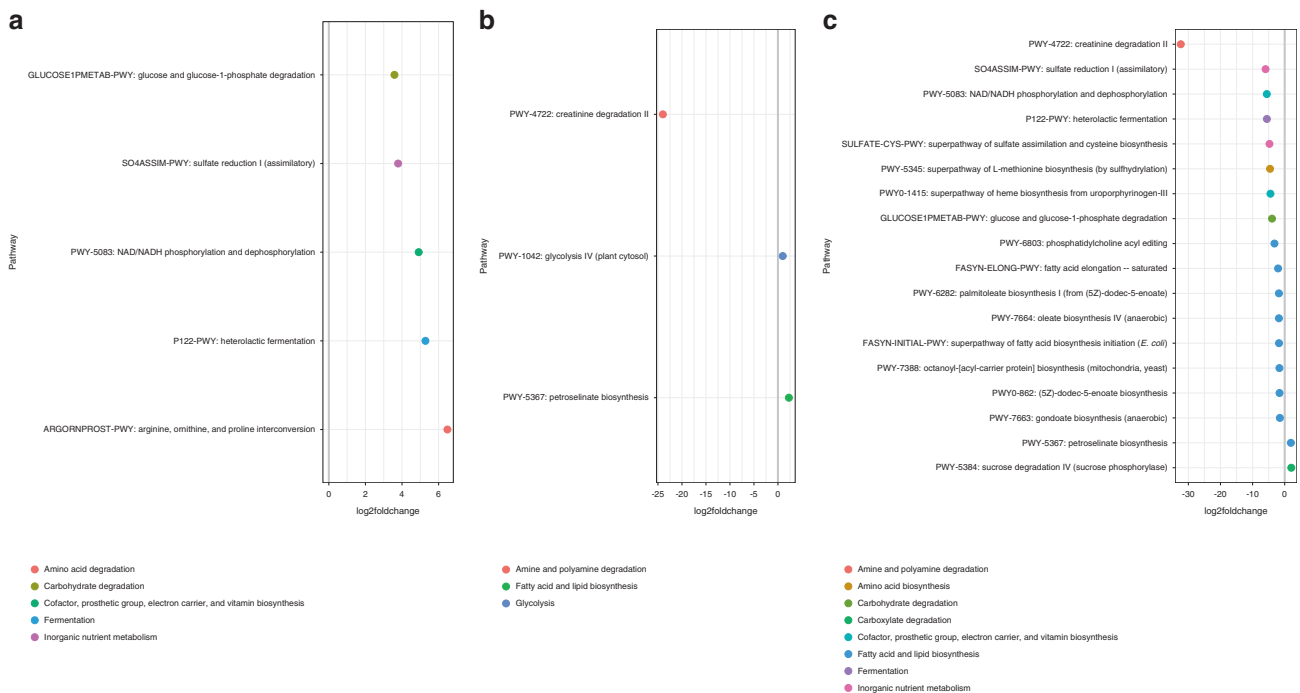 a
Pathway
GLUCOSE1PMETAB-PWY: glucose and glucose-1-phosphate degradation
SO4ASSIM-PWY: sulfate reduction I (assimilatory)
PWY-5083: NAD/NADH phosphorylation and dephosphorylation
P122-PWY: heterolactic fermentation
ARGORNPROST-PWY: arginine, ornithine, and proline interconversion
0 2 4 6
log2foldchange
Amino acid degradation
Carbohydrate degradation
Cofactor, prosthetic group, electron carrier, and vitamin biosynthesis
Fermentation
Inorganic nutrient metabolism
b
Pathway
PWY-4722: creatinine degradation II
PWY-1042: glycolysis IV (plant cytosol)
PWY-5367: petroselinate biosynthesis
-25 -20 -15 -10 -5 0
log2foldchange
Amine and polyamine degradation
Fatty acid and lipid biosynthesis
Glycolysis
c
Pathway
PWY-4722: creatinine degradation II
SO4ASSIM-PWY: sulfate reduction I (assimilatory)
PWY-5083: NAD/NADH phosphorylation and dephosphorylation
P122-PWY: heterolactic fermentation
SULFATE-CYS-PWY: superpathway of sulfate assimilation and cysteine biosynthesis
PWY-5345: superpathway of L-methionine biosynthesis (by sulfhydrylation)
PWY0-1415: superpathway of heme biosynthesis from uroporphyrinogen-III
GLUCOSE1PMETAB-PWY: glucose and glucose-1-phosphate degradation
PWY-6803: phosphatidylcholine acyl editing
FASYN-ELONG-PWY: fatty acid elongation -- saturated
PWY-6282: palmitoleate biosynthesis I (from (5Z)-dodec-5-enoate)
PWY-7664: oleate biosynthesis IV (anaerobic)
FASYN-INITIAL-PWY: superpathway of fatty acid biosynthesis initiation (E. coli)
PWY-7388: octanoyl-[acyl-carrier protein] biosynthesis (mitochondria, yeast)
PWY0-862: (5Z)-dodec-5-enoate biosynthesis
PWY-7663: gondoate biosynthesis (anaerobic)
PWY-5367: petroselinate biosynthesis
PWY-5384: sucrose degradation IV (sucrose phosphorylase)
-30 -20 -10 0
log2foldchange
Amine and polyamine degradation
Amino acid biosynthesis
Carbohydrate degradation
Carboxylate degradation
Cofactor, prosthetic group, electron carrier, and vitamin biosynthesis
Fatty acid and lipid biosynthesis
Fermentation
Inorganic nutrient metabolism